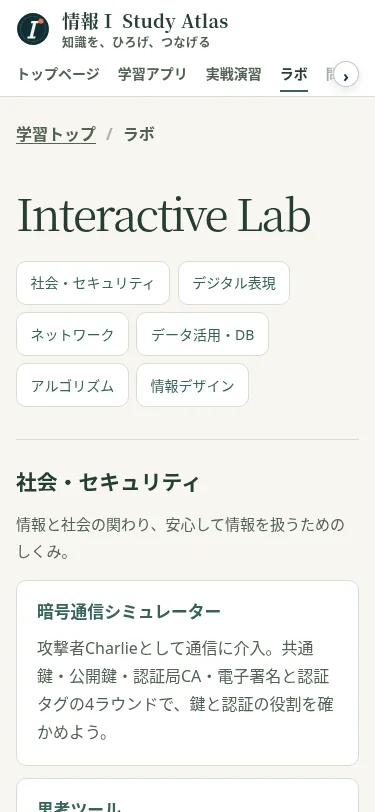 情報 I Study Atlas
知識を、ひろげ、つなげる
トップページ 学習アプリ 実戦演習 ラボ
学習トップ / ラボ
Interactive Lab
社会・セキュリティ デジタル表現
ネットワーク データ活用・DB
アルゴリズム 情報デザイン
社会・セキュリティ
情報と社会の関わり、安心して情報を扱うための
しくみ。
暗号通信シミュレーター
攻撃者Charlieとして通信に介入。共通
鍵・公開鍵・認証局CA・電子署名と認証
タグの4ラウンドで、鍵と認証の役割を確
かめよう。
思考ツール